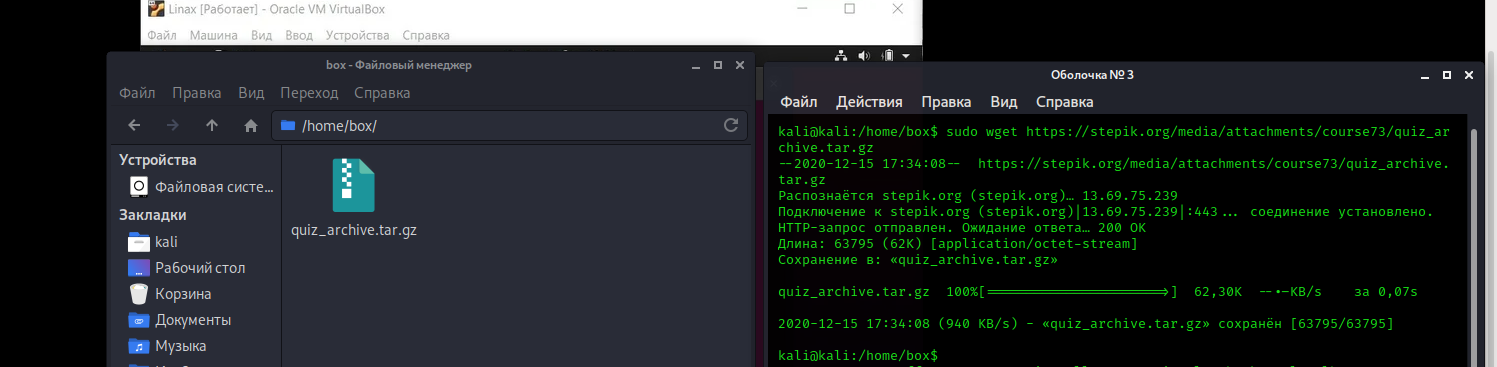 Linax [Работает] - Oracle VM VirtualBox
Файл Машина Вид Ввод Устройства Справка
box - Файловый менеджер
Файл Правка Вид Переход Справка
/home/box/
Устройства
Файловая систе...
Закладки
kali
Рабочий стол
Корзина
Документы
Музыка
quiz_archive.tar.gz
Оболочка № 3
Файл Действия Правка Вид Справка
kali@kali:/home/box$ sudo wget https://stepik.org/media/attachments/course73/quiz_ar
chive.tar.gz
--2020-12-15 17:34:08-- https://stepik.org/media/attachments/course73/quiz_archive.
tar.gz
Распознаётся stepik.org (stepik.org)… 13.69.75.239
Подключение к stepik.org (stepik.org)|13.69.75.239|:443... соединение установлено.
HTTP-запрос отправлен. Ожидание ответа… 200 OK
Длина: 63795 (62K) [application/octet-stream]
Сохранение в: «quiz_archive.tar.gz»
quiz_archive.tar.gz 100%[=======================>] 62,30K --•-KB/s за 0,07s
2020-12-15 17:34:08 (940 KB/s) - «quiz_archive.tar.gz» сохранён [63795/63795]
kali@kali:/home/box$